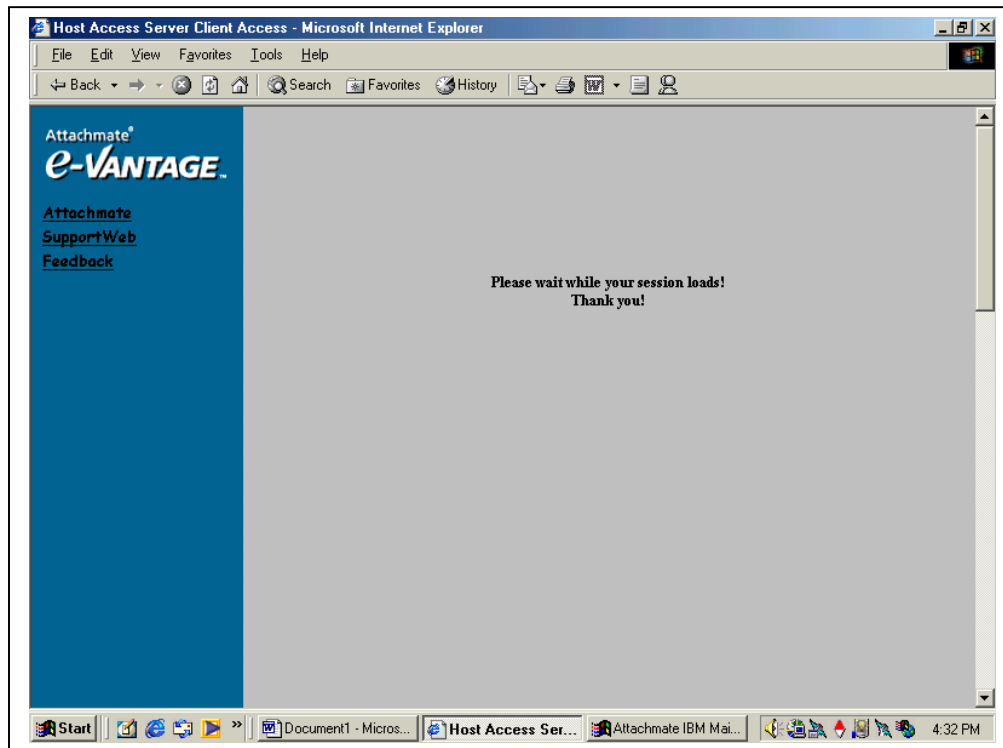 Host Access Server Client Access - Microsoft Internet Explorer
File Edit View Favorites Tools Help
Back Search Favorites History
Attachmate®
e-VANTAGE™
Attachmate
SupportWeb
Feedback
Please wait while your session loads!
Thank you!
Start » Document1 - Micros... Host Access Ser... Attachmate IBM Mai... 4:32 PM